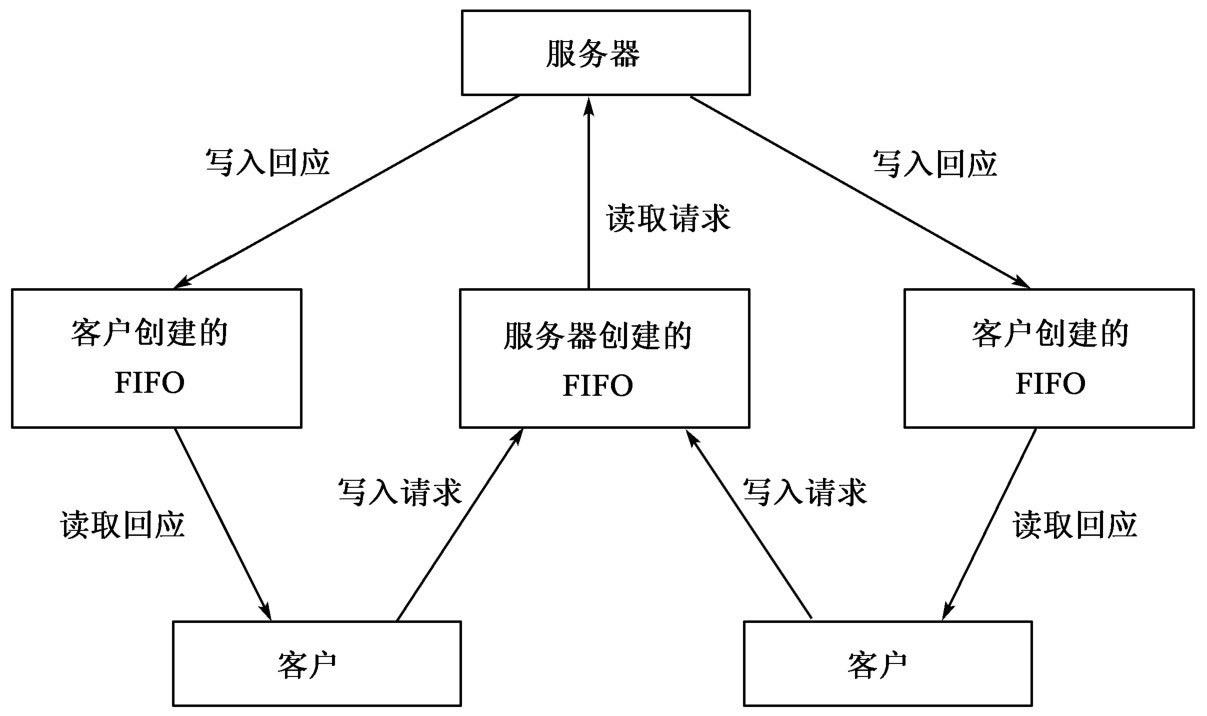 服务器
写入回应
写入回应
读取请求
客户创建的
FIFO
服务器创建的
FIFO
客户创建的
FIFO
写入请求
写入请求
读取回应
读取回应
客户
客户